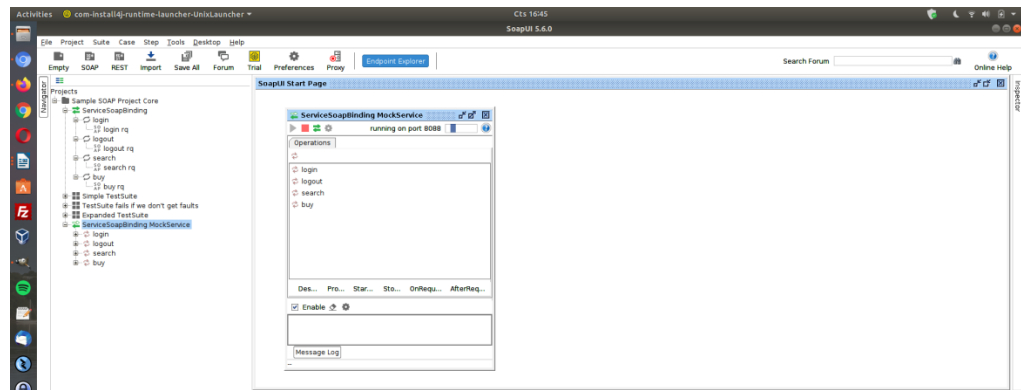 Activities com-install4j-runtime-launcher-UnixLauncher Cts 16:45
SoapUI 5.6.0
File Project Suite Case Step Tools Desktop Help
Empty SOAP REST Import Save All Forum Trial Preferences Proxy Endpoint Explorer Search Forum Online Help
Navigator
Projects
Sample SOAP Project Core
ServiceSoapBinding
login
login rq
logout
logout rq
search
search rq
buy
buy rq
Simple TestSuite
TestSuite fails if we don't get faults
Expanded TestSuite
ServiceSoapBinding MockService
login
logout
search
buy
SoapUI Start Page
ServiceSoapBinding MockService
running on port 8088
Operations
login
logout
search
buy
Des... Pro... Star... Sto... OnRequ... AfterReq...
Enable
Message Log
Inspector